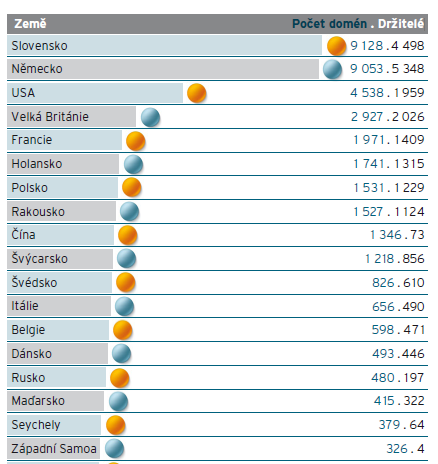 Země Počet domén . Držitelé
Slovensko 9 128 . 4 498
Německo 9 053 . 5 348
USA 4 538 . 1959
Velká Británie 2 927 . 2 026
Francie 1 971 . 1409
Holansko 1 741 . 1315
Polsko 1 531 . 1 229
Rakousko 1 527 . 1124
Čína 1 346 . 73
Švýcarsko 1 218 . 856
Švédsko 826 . 610
Itálie 656 . 490
Belgie 598 . 471
Dánsko 493 . 446
Rusko 480 . 197
Maďarsko 415 . 322
Seychely 379 . 64
Západní Samoa 326 . 4